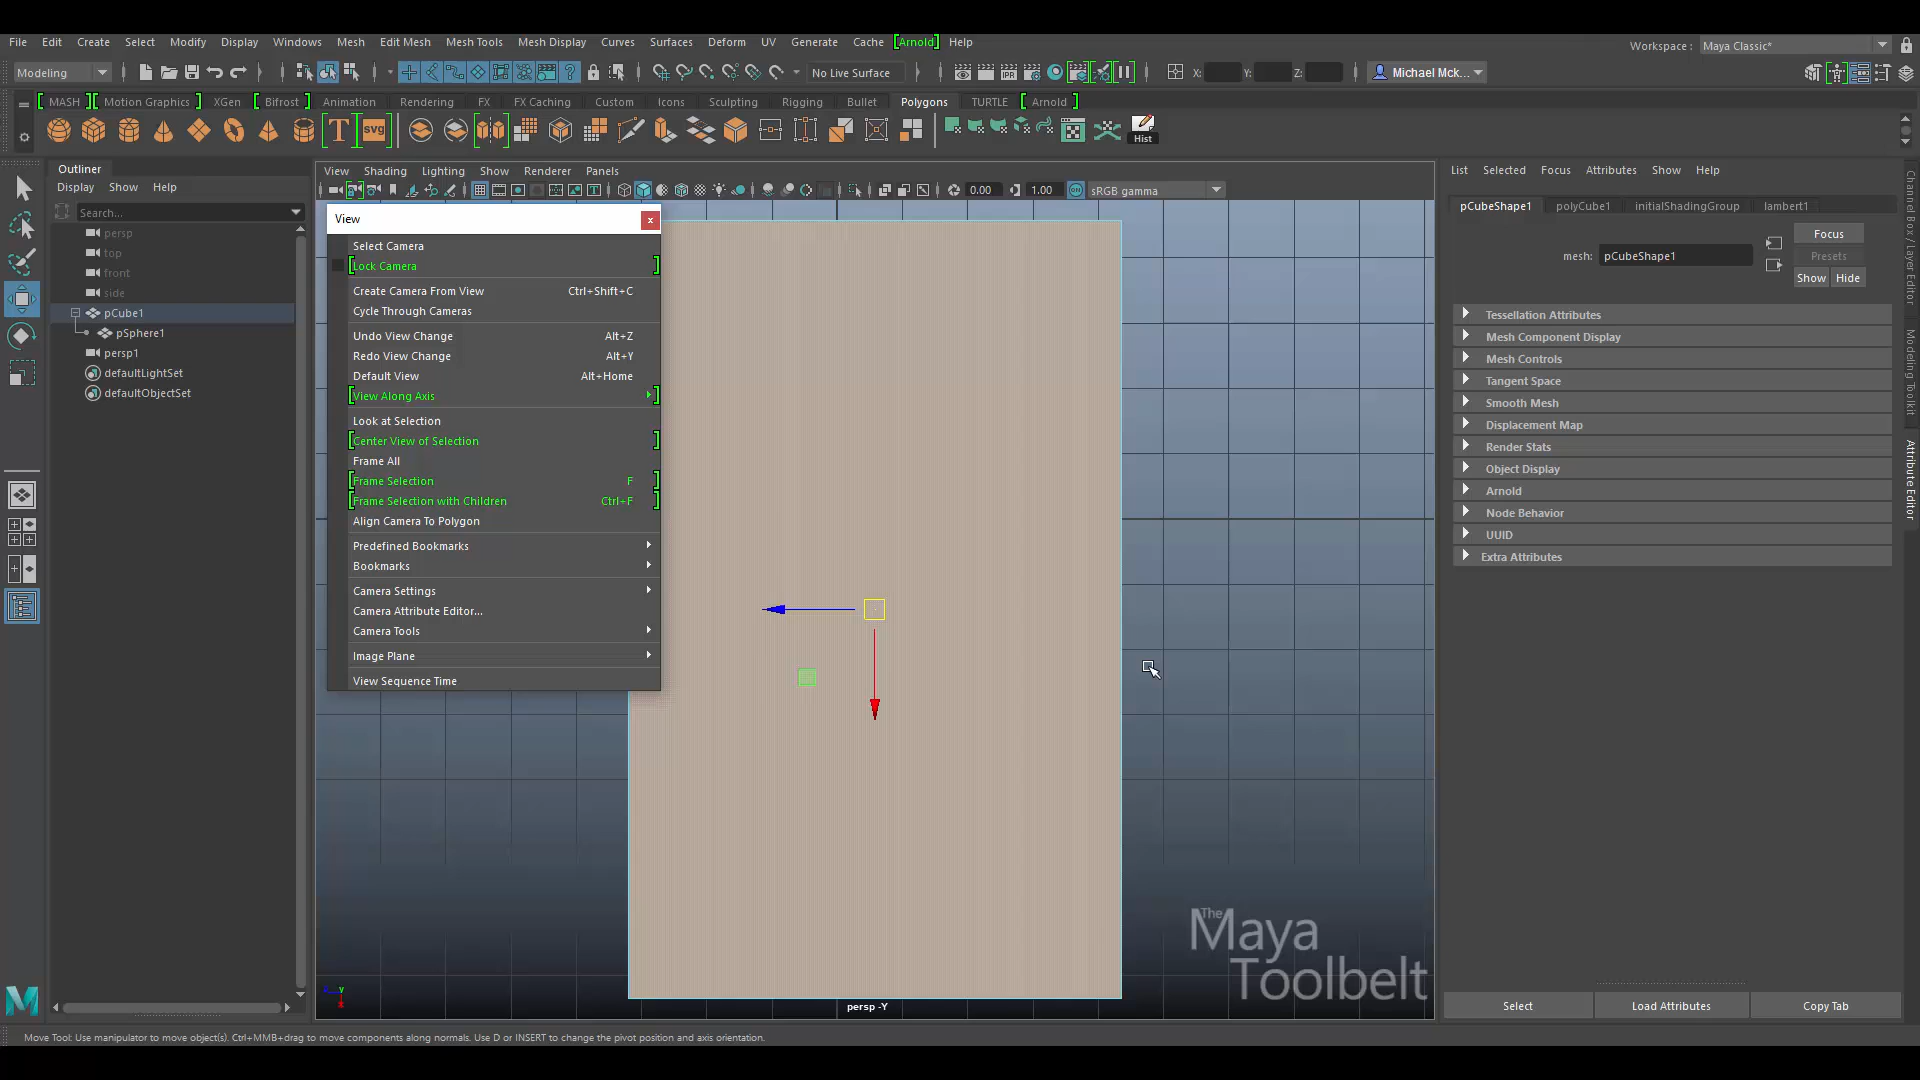 File Edit Create Select Modify Display Windows Mesh Edit Mesh Mesh Tools Mesh Display Curves Surfaces Deform UV Generate Cache [Arnold] Help
Workspace : Maya Classic*
Modeling
No Live Surface
IPR
X: Y: Z:
Michael Mck...
[ MASH ][ Motion Graphics ] XGen [ Bifrost ] Animation Rendering FX FX Caching Custom Icons Sculpting Rigging Bullet Polygons TURTLE [ Arnold ]
T
SVG
Hist
Outliner
Display Show Help
Search...
persp
top
front
side
pCube1
pSphere1
persp1
defaultLightSet
defaultObjectSet
View Shading Lighting Show Renderer Panels
0.00
1.00
ON
sRGB gamma
View
x
Select Camera
[Lock Camera ]
Create Camera From View Ctrl+Shift+C
Cycle Through Cameras
Undo View Change Alt+Z
Redo View Change Alt+Y
Default View Alt+Home
[View Along Axis ]
Look at Selection
[Center View of Selection ]
Frame All
[Frame Selection F ]
[Frame Selection with Children Ctrl+F ]
Align Camera To Polygon
Predefined Bookmarks
Bookmarks
Camera Settings
Camera Attribute Editor...
Camera Tools
Image Plane
View Sequence Time
y
persp -Y
The
Maya
Toolbelt
List Selected Focus Attributes Show Help
pCubeShape1 polyCube1 initialShadingGroup lambert1
mesh: pCubeShape1
Focus
Presets
Show Hide
Tessellation Attributes
Mesh Component Display
Mesh Controls
Tangent Space
Smooth Mesh
Displacement Map
Render Stats
Object Display
Arnold
Node Behavior
UUID
Extra Attributes
Select Load Attributes Copy Tab
Channel Box / Layer Editor
Modeling Toolkit
Attribute Editor
M
Move Tool: Use manipulator to move object(s). Ctrl+MMB+drag to move components along normals. Use D or INSERT to change the pivot position and axis orientation.